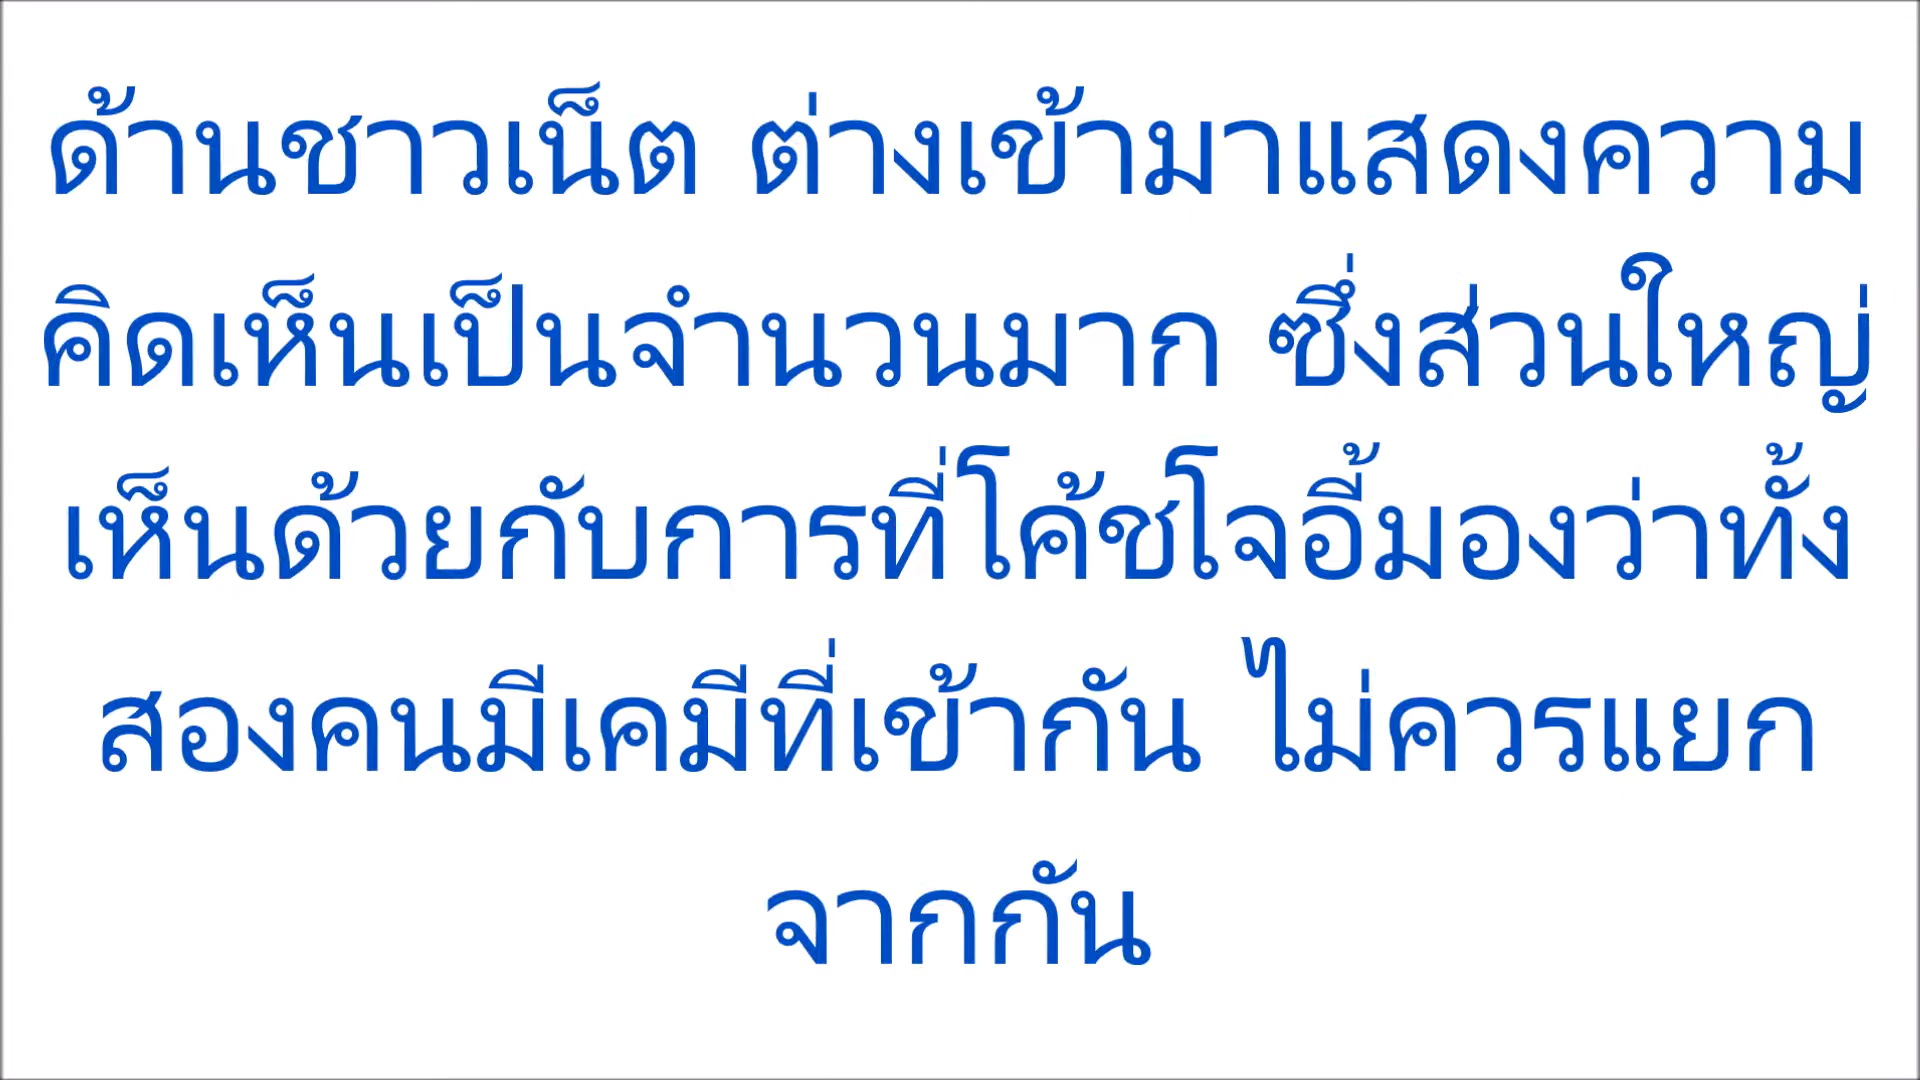 ด้านชาวเน็ต ต่างเข้ามาแสดงความ
คิดเห็นเป็นจำนวนมาก ซึ่งส่วนใหญ่
เห็นด้วยกับการที่โค้ชโจอี้มองว่าทั้ง
สองคนมีเคมีที่เข้ากัน ไม่ควรแยก
จากกัน